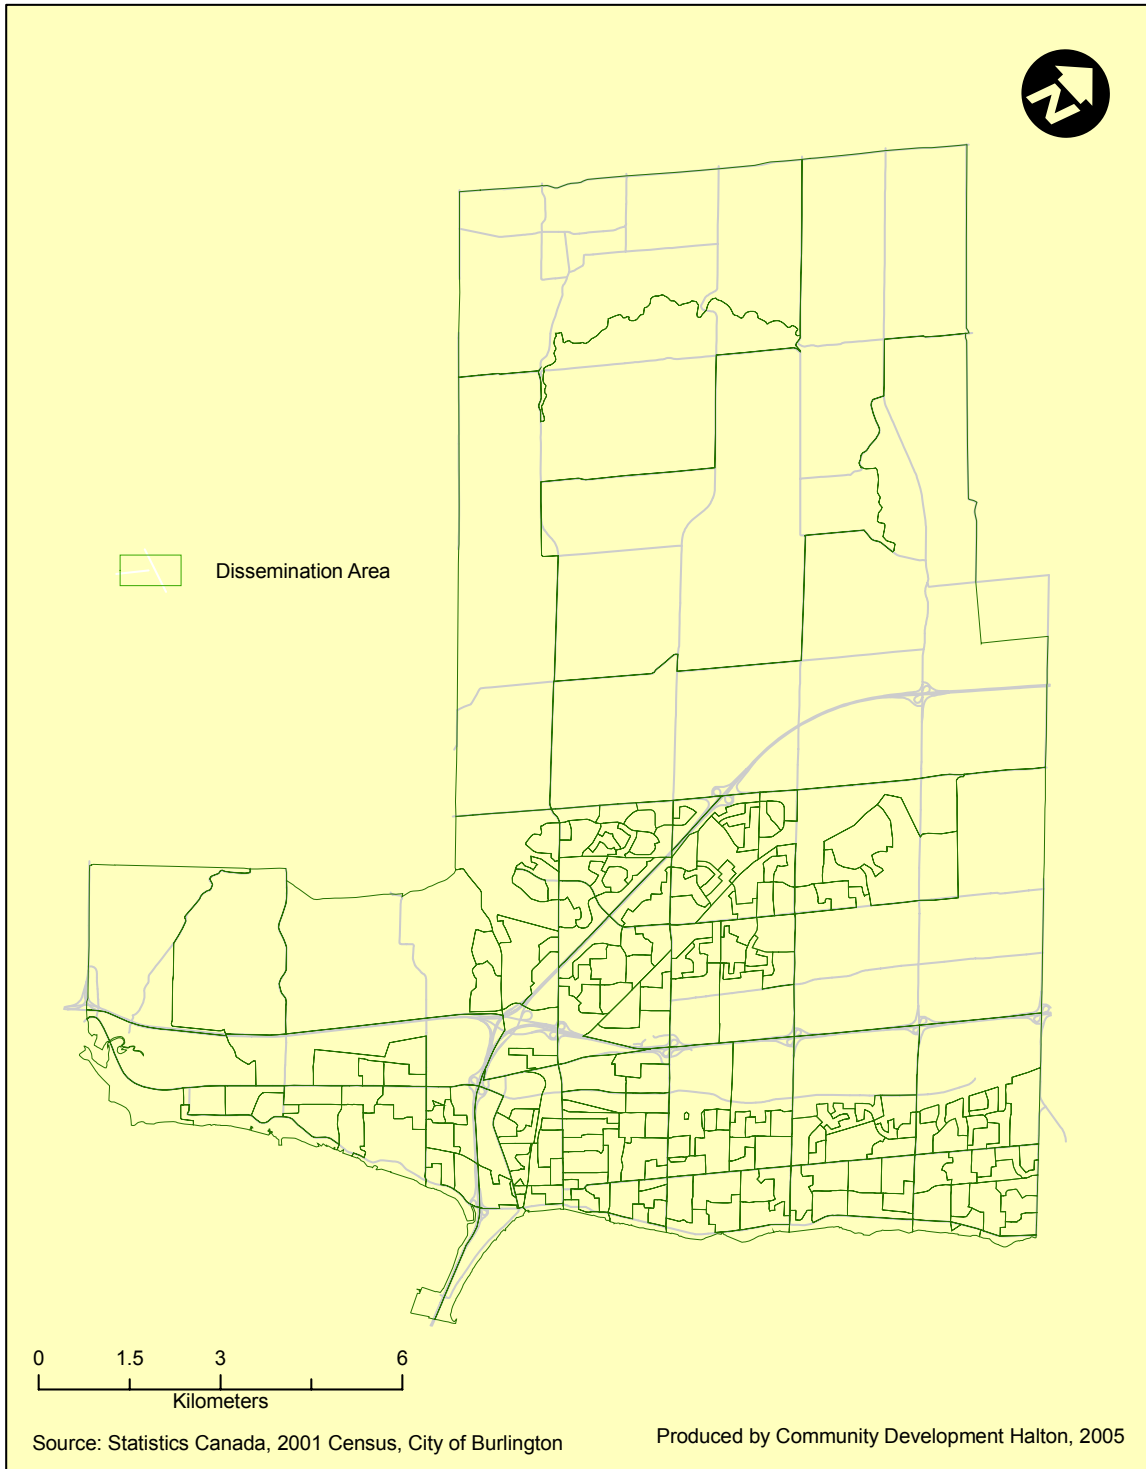 N
Dissemination Area
0 1.5 3 6
Kilometers
Source: Statistics Canada, 2001 Census, City of Burlington
Produced by Community Development Halton, 2005